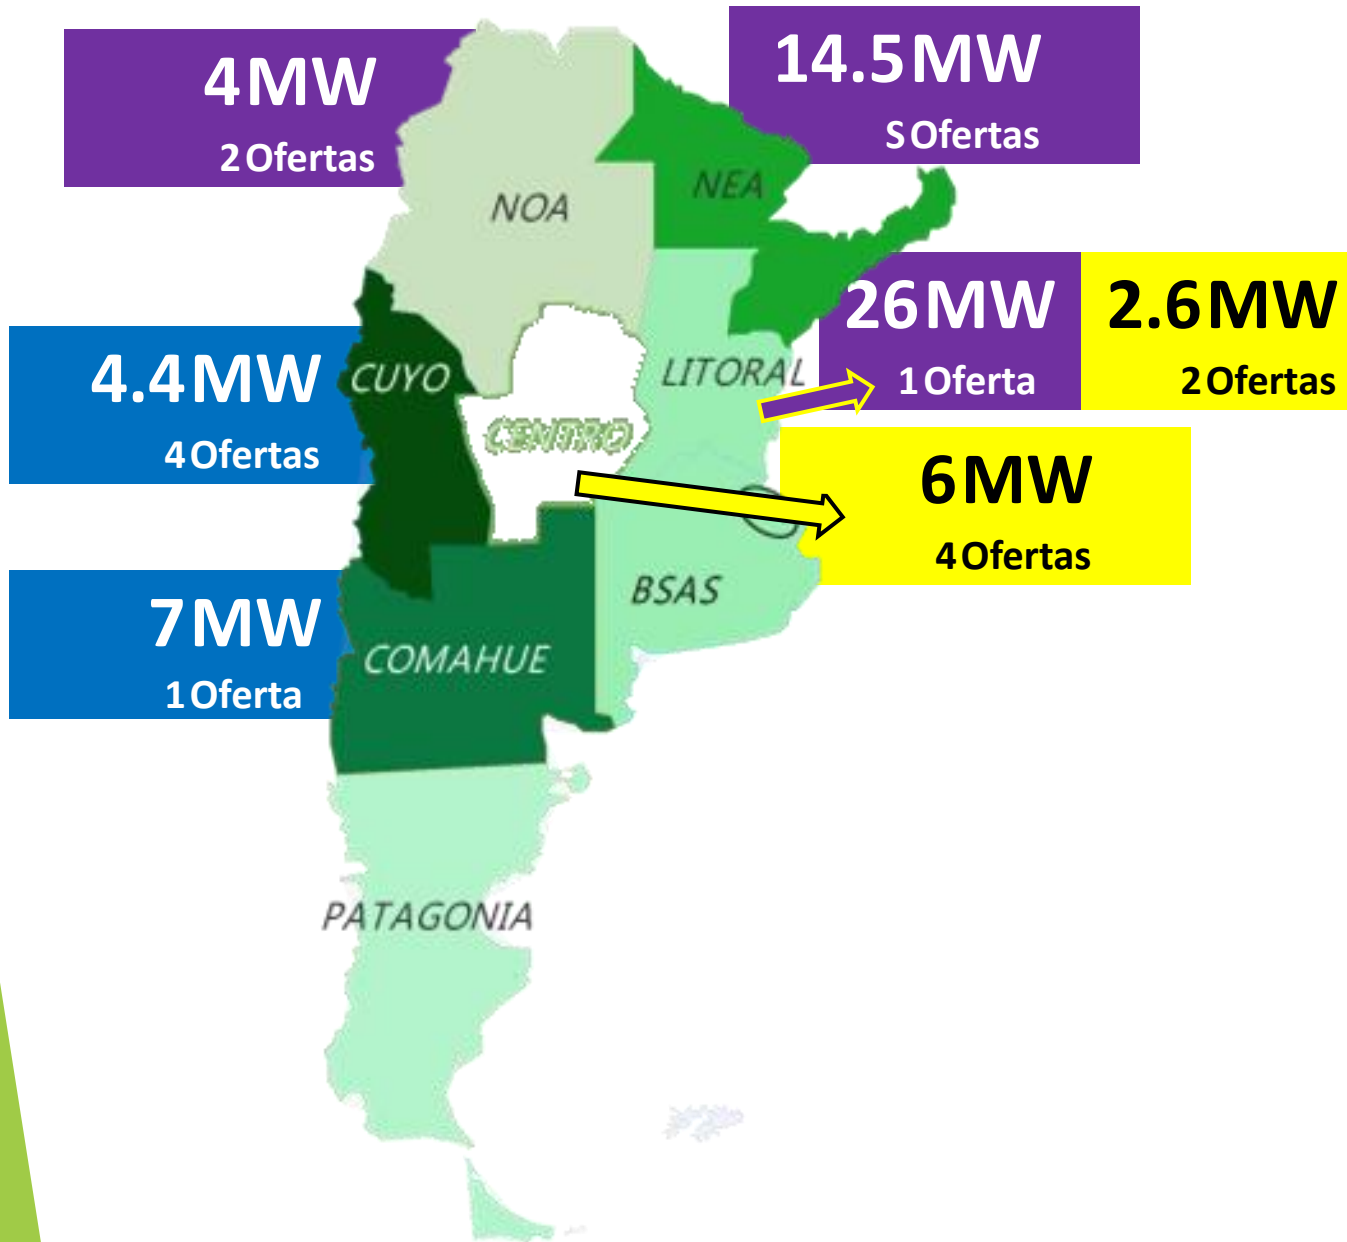 4MW
2 Ofertas
14.5MW
S Ofertas
NOA
NEA
26MW
1 Oferta
2.6MW
2 Ofertas
4.4MW
4 Ofertas
CUYO
LITORAL
CENTRO
6MW
4 Ofertas
7MW
1 Oferta
BSAS
COMAHUE
PATAGONIA